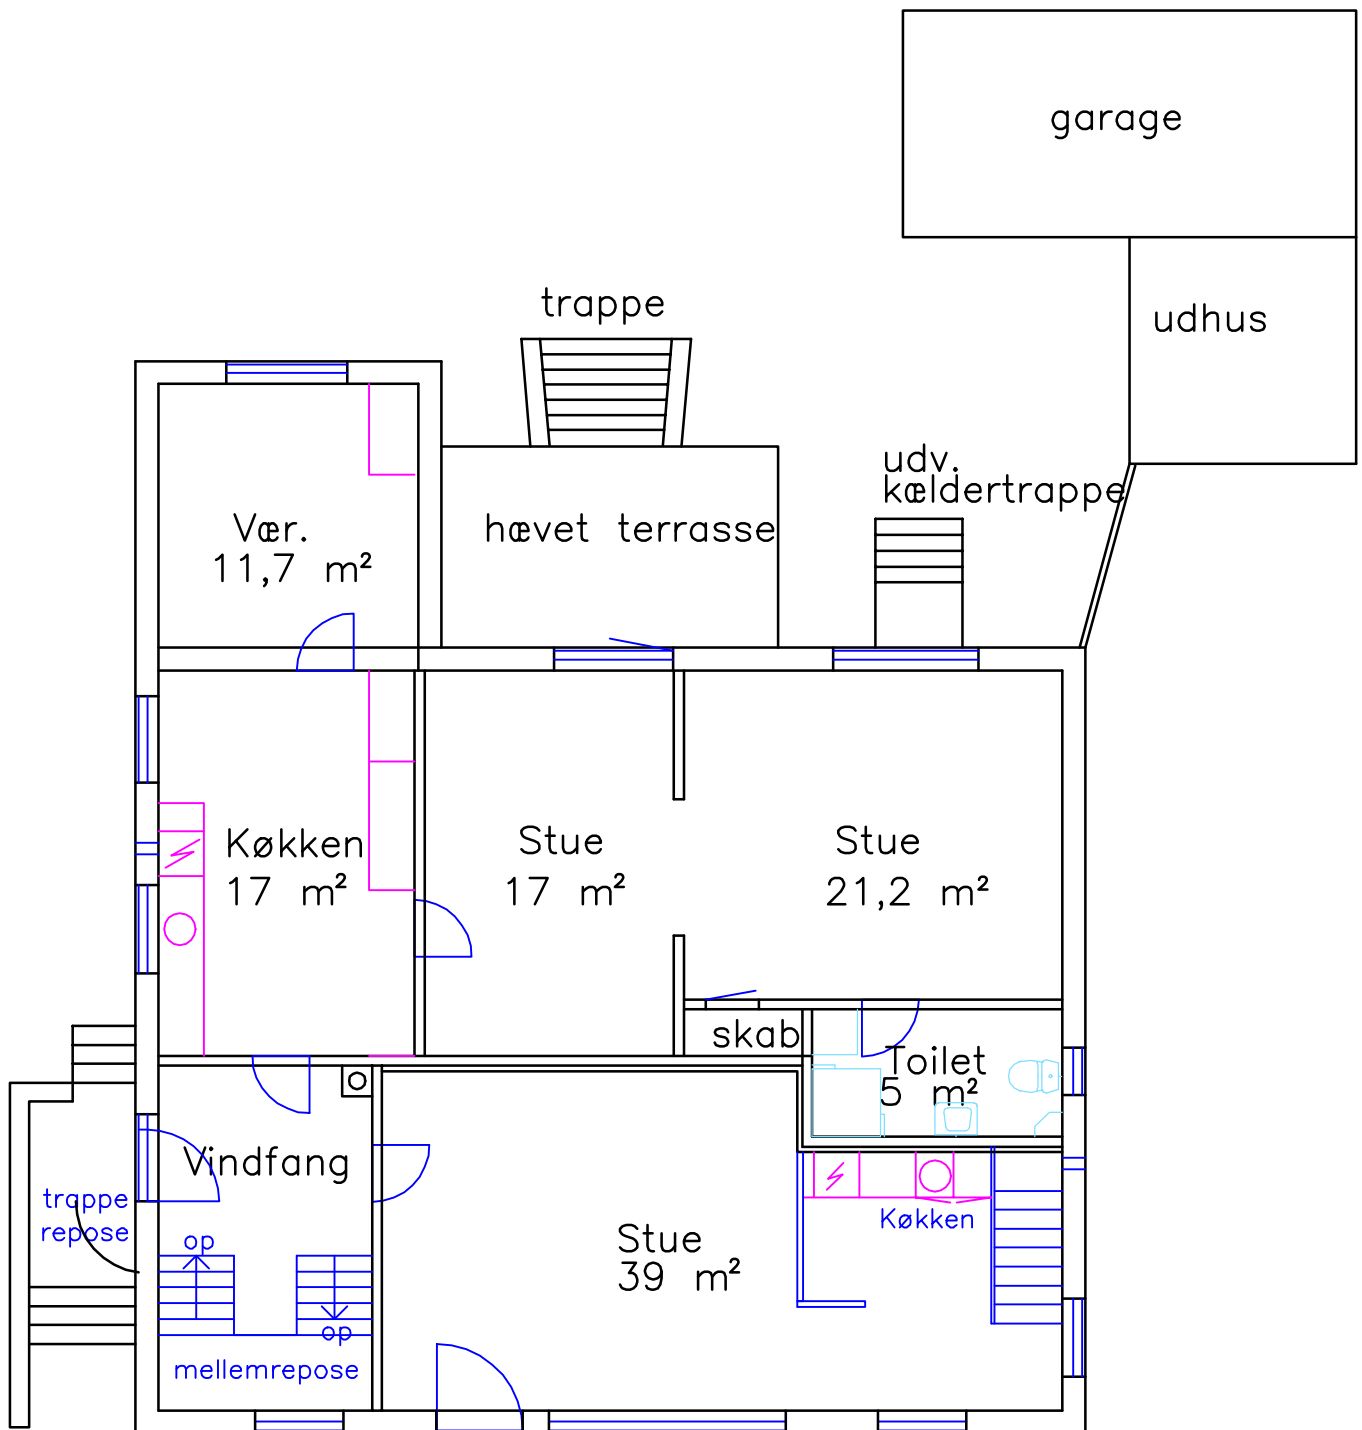 garage
trappe
udhus
udv.
kældertrappe
Vær.
11,7 m²
hævet terrasse
Køkken
17 m²
Stue
17 m²
Stue
21,2 m²
skab
Toilet
5 m²
Vindfang
trappe
repose
op
op
mellemrepose
Stue
39 m²
Køkken